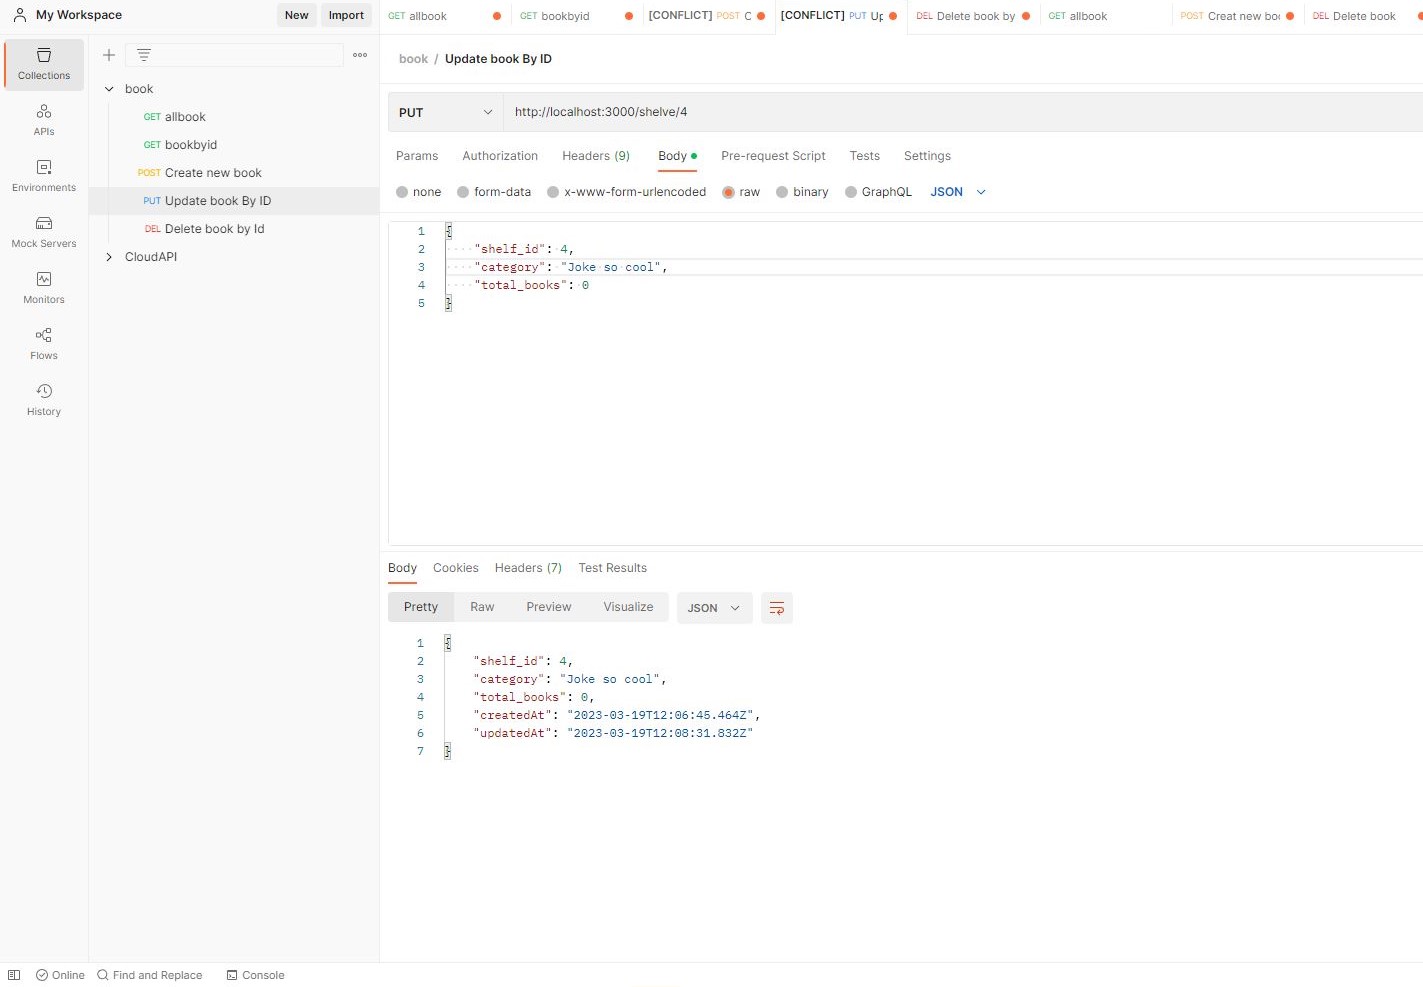 My Workspace
New
Import
GET allbook
GET bookbyid
[CONFLICT] POST C
[CONFLICT] PUT Up
DEL Delete book by
GET allbook
POST Creat new boo
DEL Delete book
Collections
APIs
Environments
Mock Servers
Monitors
Flows
History
book
GET allbook
GET bookbyid
POST Create new book
PUT Update book By ID
DEL Delete book by Id
CloudAPI
book / Update book By ID
PUT
http://localhost:3000/shelve/4
Params
Authorization
Headers (9)
Body
Pre-request Script
Tests
Settings
none
form-data
x-www-form-urlencoded
raw
binary
GraphQL
JSON
1 {
2 "shelf_id": 4,
3 "category": "Joke so cool",
4 "total_books": 0
5 }
Body
Cookies
Headers (7)
Test Results
Pretty
Raw
Preview
Visualize
JSON
1 {
2 "shelf_id": 4,
3 "category": "Joke so cool",
4 "total_books": 0,
5 "createdAt": "2023-03-19T12:06:45.464Z",
6 "updatedAt": "2023-03-19T12:08:31.832Z"
7 }
Online
Find and Replace
Console